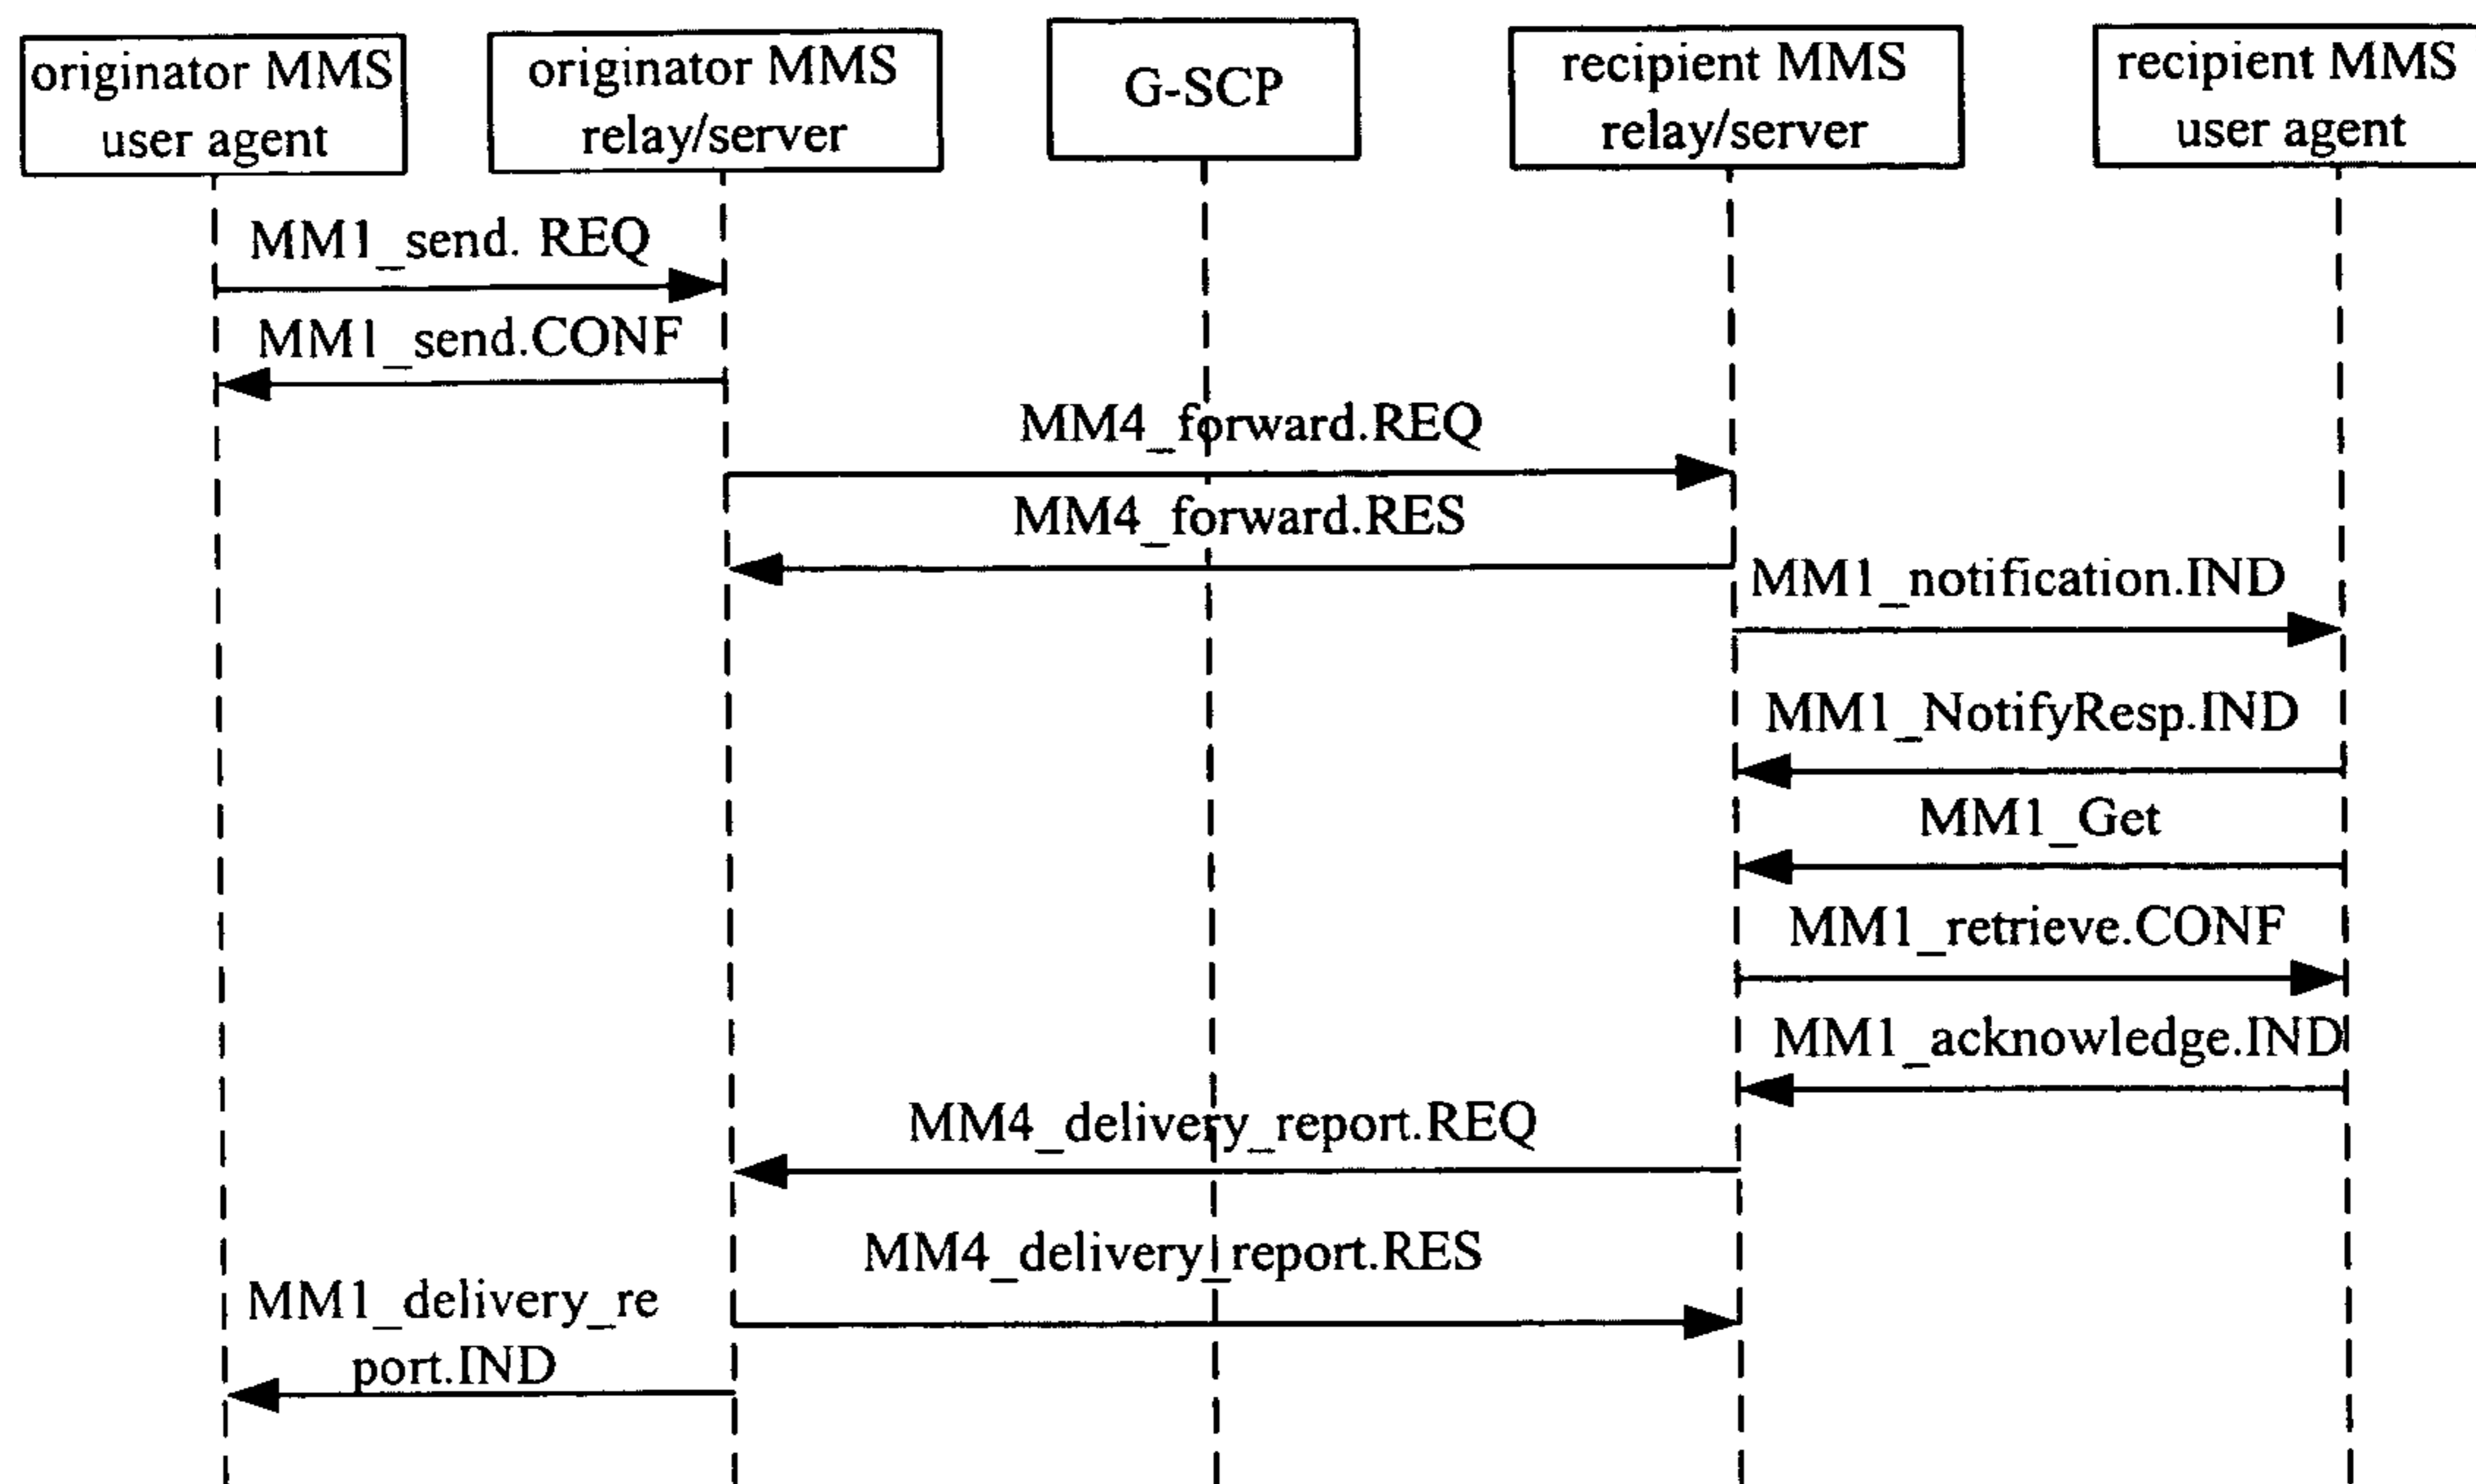 originator MMS
user agent
originator MMS
relay/server
G-SCP
recipient MMS
relay/server
recipient MMS
user agent
MM1_send. REQ
MM1_send.CONF
MM4_forward.REQ
MM4_forward.RES
MM1_notification.IND
MM1_NotifyResp.IND
MM1_Get
MM1_retrieve.CONF
MM1_acknowledge.IND
MM4_delivery_report.REQ
MM4_delivery_report.RES
MM1_delivery_re
port.IND